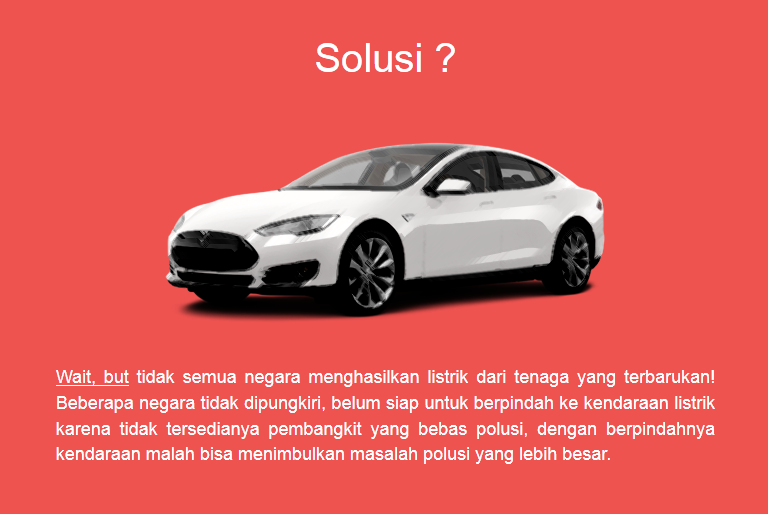 Solusi ?
Wait, but tidak semua negara menghasilkan listrik dari tenaga yang terbarukan!
Beberapa negara tidak dipungkiri, belum siap untuk berpindah ke kendaraan listrik
karena tidak tersedianya pembangkit yang bebas polusi, dengan berpindahnya
kendaraan malah bisa menimbulkan masalah polusi yang lebih besar.